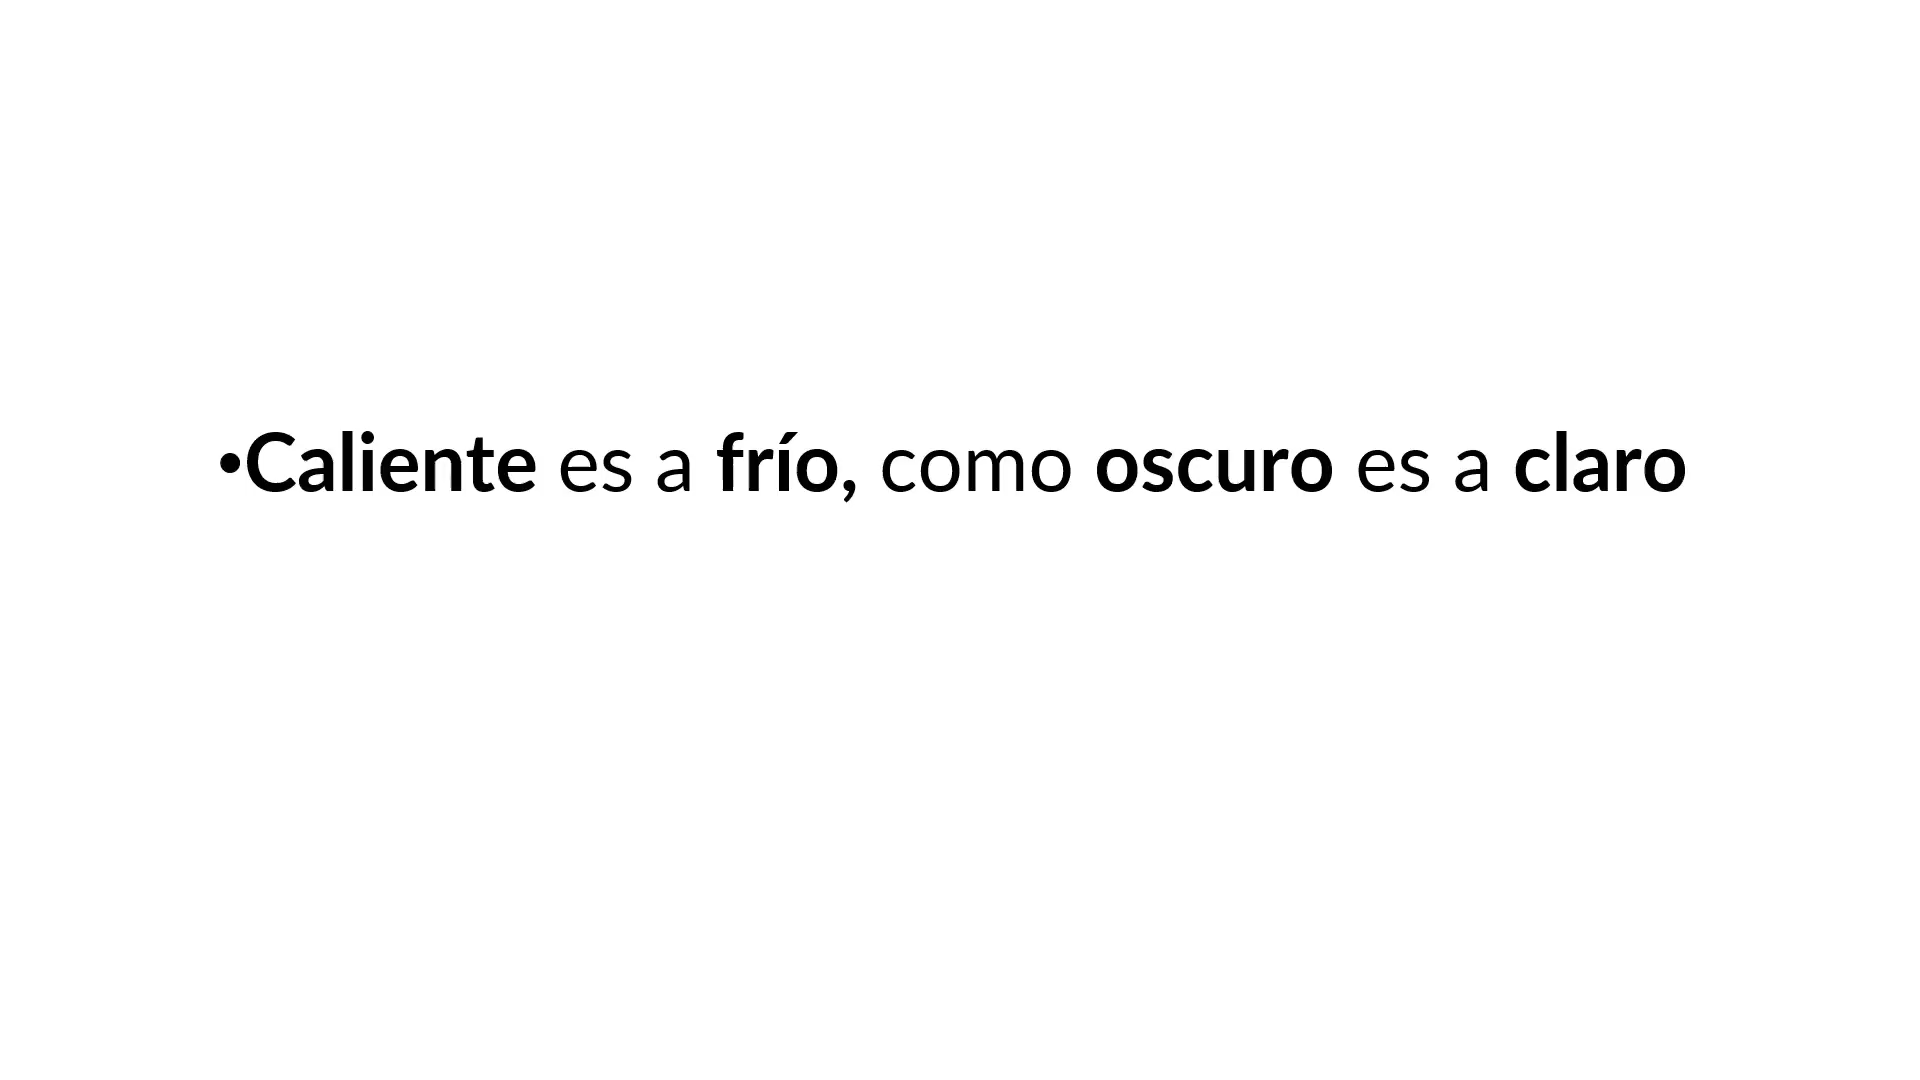 •Caliente es a frío, como oscuro es a claro